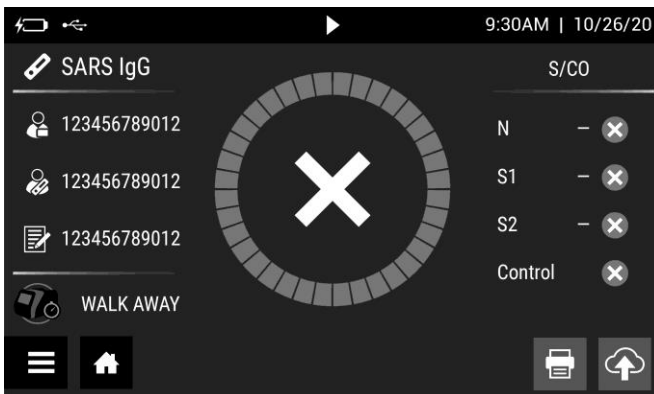 9:30AM | 10/26/20
SARS IgG
123456789012
123456789012
123456789012
WALK AWAY
S/CO
N –
S1 –
S2 –
Control